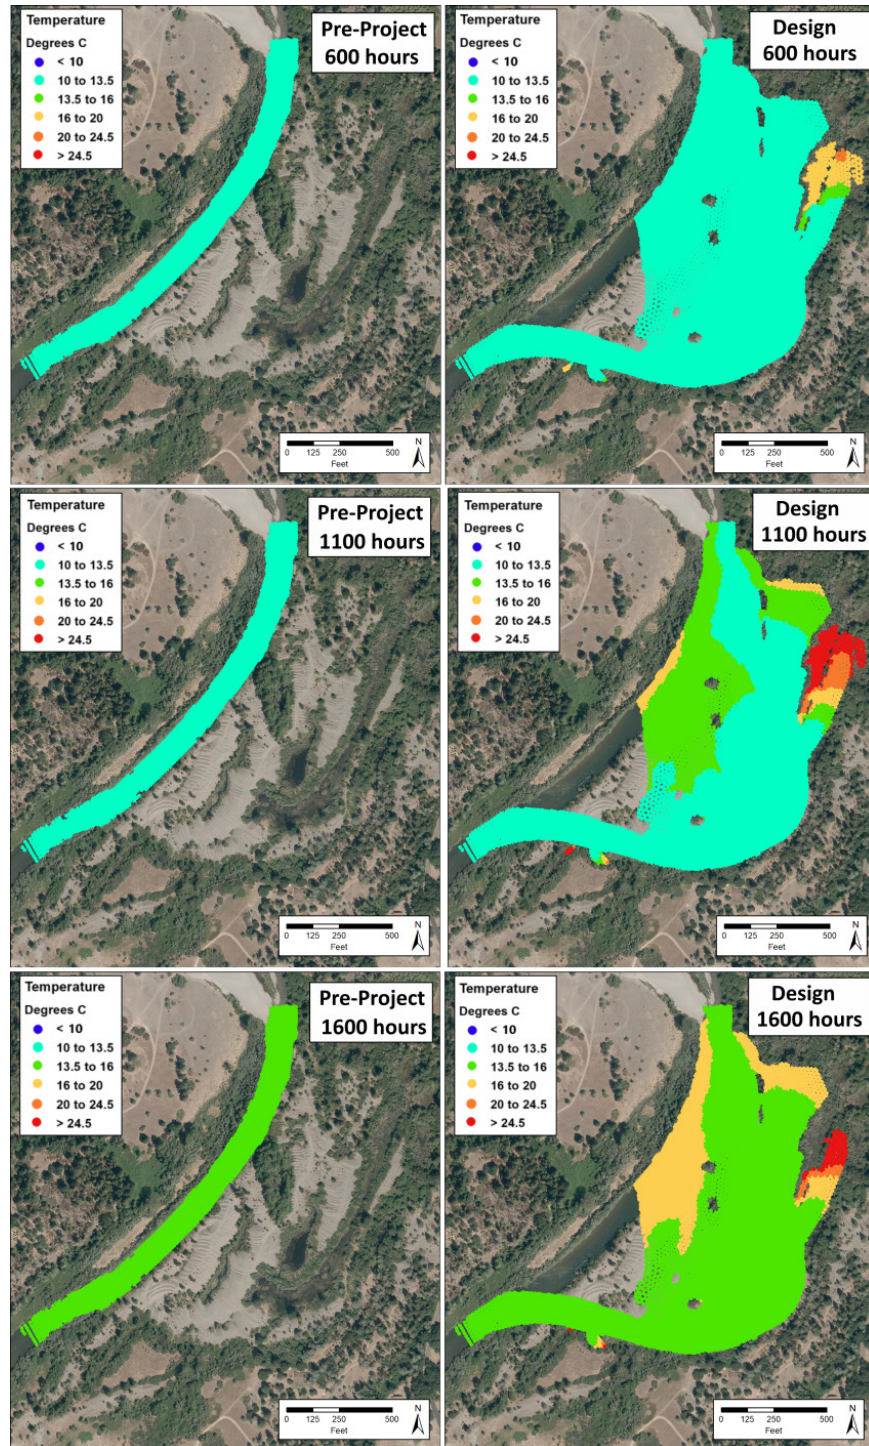 Temperature
Degrees C
< 10
10 to 13.5
13.5 to 16
16 to 20
20 to 24.5
> 24.5
Pre-Project
600 hours
N
0 125 250 500
Feet
Temperature
Degrees C
< 10
10 to 13.5
13.5 to 16
16 to 20
20 to 24.5
> 24.5
Design
600 hours
N
0 125 250 500
Feet
Temperature
Degrees C
< 10
10 to 13.5
13.5 to 16
16 to 20
20 to 24.5
> 24.5
Pre-Project
1100 hours
N
0 125 250 500
Feet
Temperature
Degrees C
< 10
10 to 13.5
13.5 to 16
16 to 20
20 to 24.5
> 24.5
Design
1100 hours
N
0 125 250 500
Feet
Temperature
Degrees C
< 10
10 to 13.5
13.5 to 16
16 to 20
20 to 24.5
> 24.5
Pre-Project
1600 hours
N
0 125 250 500
Feet
Temperature
Degrees C
< 10
10 to 13.5
13.5 to 16
16 to 20
20 to 24.5
> 24.5
Design
1600 hours
N
0 125 250 500
Feet